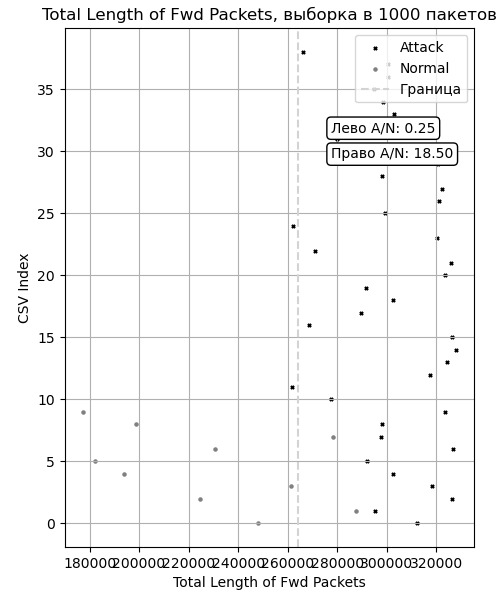 Total Length of Fwd Packets, выборка в 1000 пакетов
Attack
Normal
Граница
Лево A/N: 0.25
Право A/N: 18.50
35
30
25
20
15
10
5
0
CSV Index
180000 200000 220000 240000 260000 280000 300000 320000
Total Length of Fwd Packets